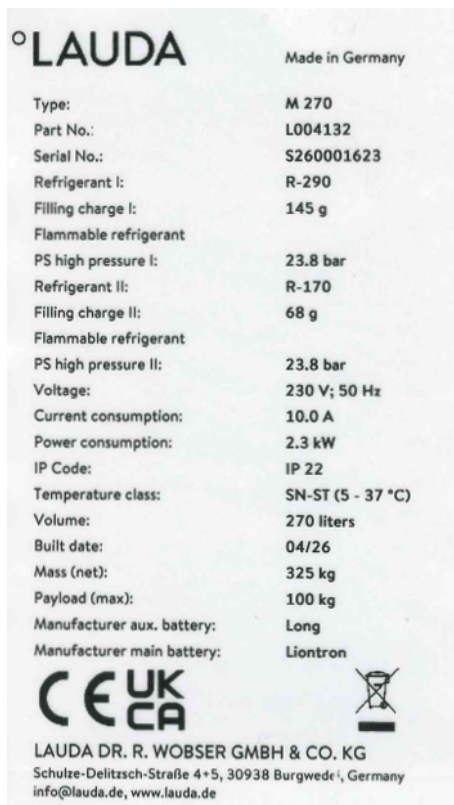 °LAUDA
Made in Germany
Type: M 270
Part No.: L004132
Serial No.: S260001623
Refrigerant I: R-290
Filling charge I: 145 g
Flammable refrigerant
PS high pressure I: 23.8 bar
Refrigerant II: R-170
Filling charge II: 68 g
Flammable refrigerant
PS high pressure II: 23.8 bar
Voltage: 230 V; 50 Hz
Current consumption: 10.0 A
Power consumption: 2.3 kW
IP Code: IP 22
Temperature class: SN-ST (5 - 37 °C)
Volume: 270 liters
Built date: 04/26
Mass (net): 325 kg
Payload (max): 100 kg
Manufacturer aux. battery: Long
Manufacturer main battery: Liontron
CE UK CA
LAUDA DR. R. WOBSER GMBH & CO. KG
Schulze-Delitzsch-Straße 4+5, 30938 Burgwedel, Germany
info@lauda.de, www.lauda.de